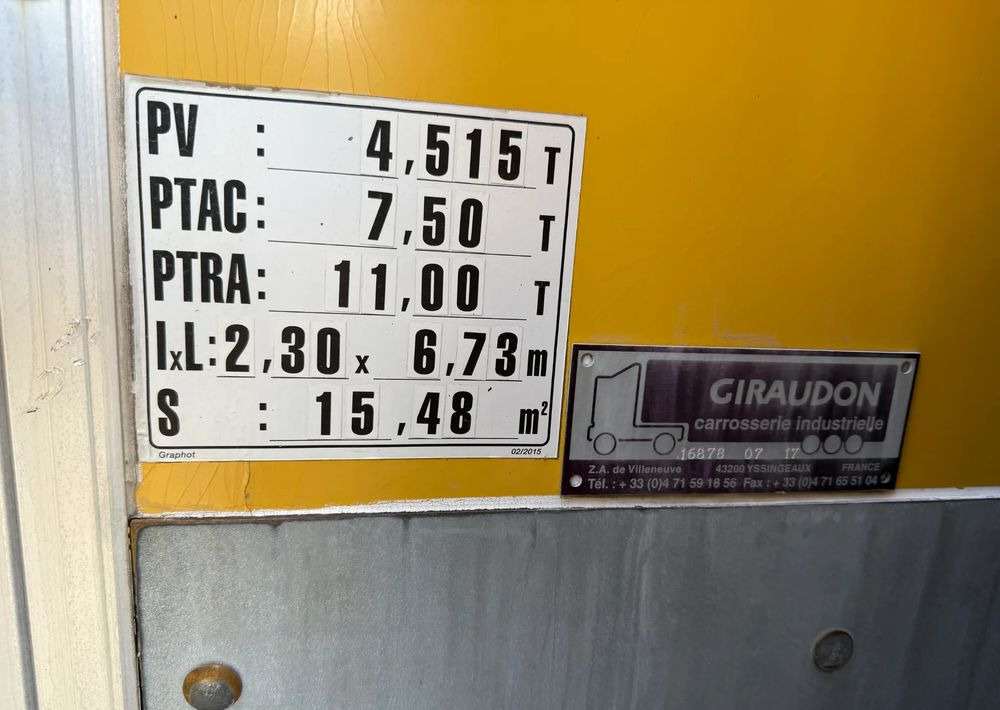 PV : 4,515 T
PTAC : 7,50 T
PTRA : 11,00 T
lxL: 2,30 x 6,73 m
S : 15,48 m²
Graphot 02/2015
GIRAUDON
carrosserie industrielle
16878 07 17
Z.A. de Villeneuve 43200 YSSINGEAUX FRANCE
Tél. : + 33 (0)4 71 59 18 56 Fax : + 33 (0)4 71 65 51 04